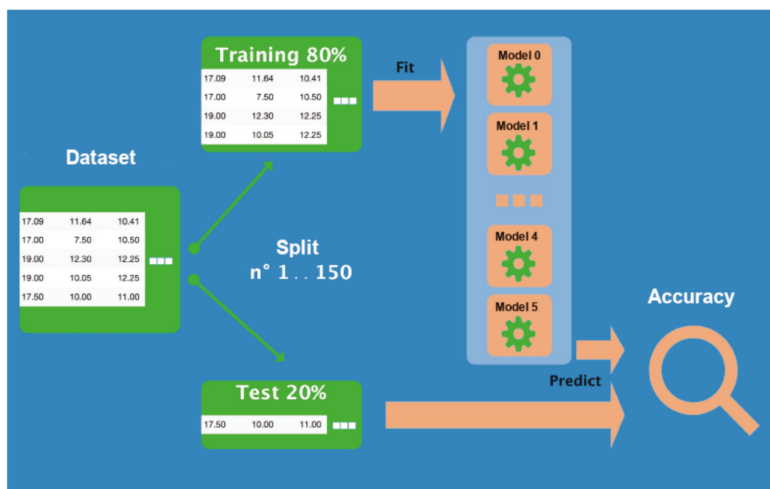 Training 80%
17.09 11.64 10.41
17.00 7.50 10.50
19.00 12.30 12.25
19.00 10.05 12.25
Fit
Model 0
Model 1
Model 4
Model 5
Dataset
17.09 11.64 10.41
17.00 7.50 10.50
19.00 12.30 12.25
19.00 10.05 12.25
17.50 10.00 11.00
Split
n° 1 . . 150
Test 20%
17.50 10.00 11.00
Predict
Accuracy